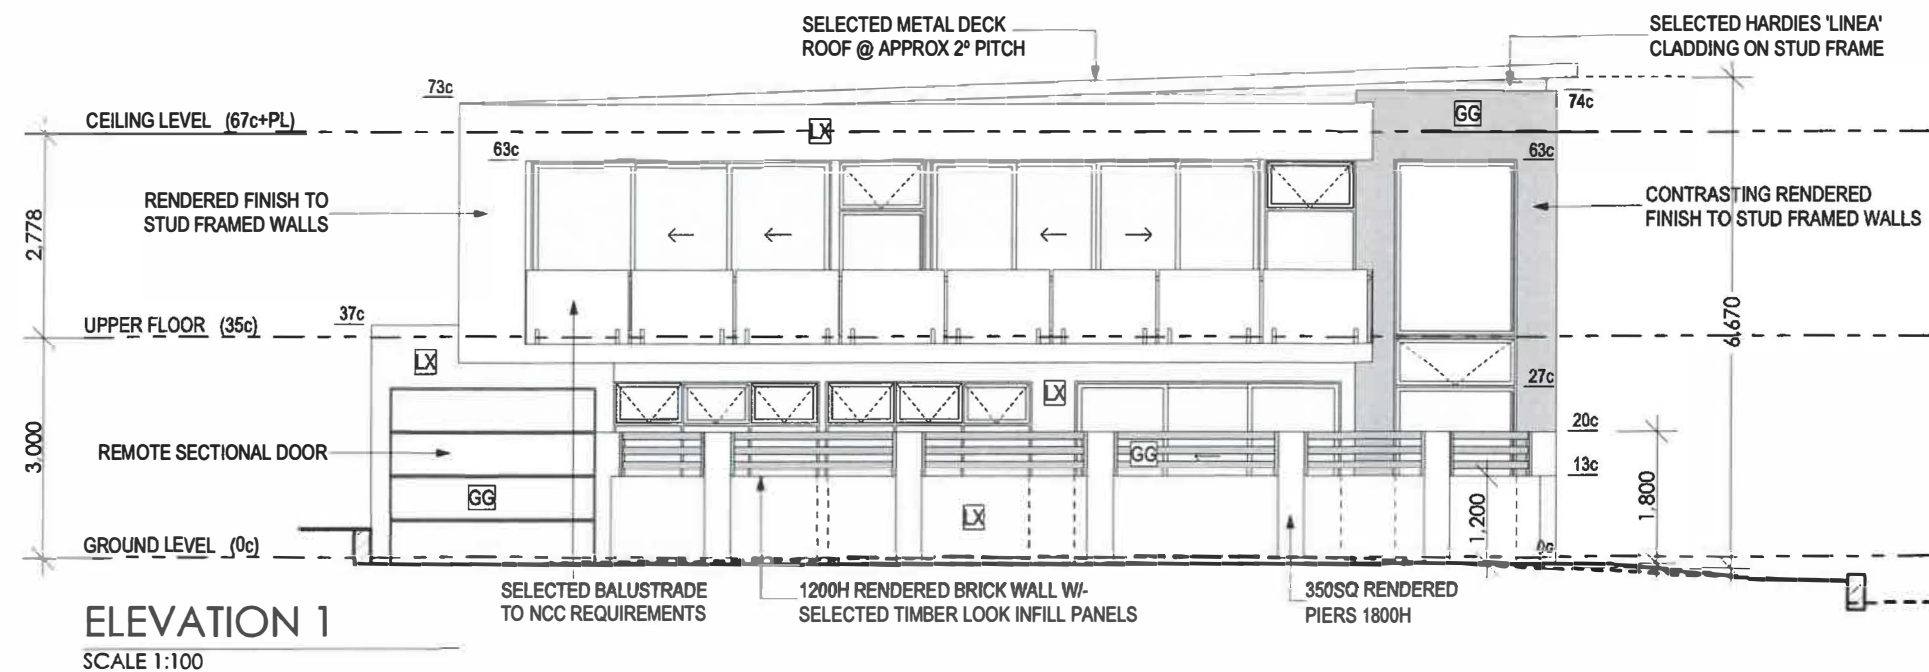 SELECTED METAL DECK
ROOF @ APPROX 2º PITCH
SELECTED HARDIES 'LINEA'
CLADDING ON STUD FRAME
73c
74c
GG
CEILING LEVEL (67c+PL)
LX
63c
63c
RENDERED FINISH TO
STUD FRAMED WALLS
CONTRASTING RENDERED
FINISH TO STUD FRAMED WALLS
2,778
6,670
UPPER FLOOR (35c)
37c
LX
LX
27c
20c
3,000
REMOTE SECTIONAL DOOR
GG
13c
GG
LX
1,200
1,800
GROUND LEVEL (0c)
0c
SELECTED BALUSTRADE
TO NCC REQUIREMENTS
1200H RENDERED BRICK WALL W/-
SELECTED TIMBER LOOK INFILL PANELS
350SQ RENDERED
PIERS 1800H
ELEVATION 1
SCALE 1:100